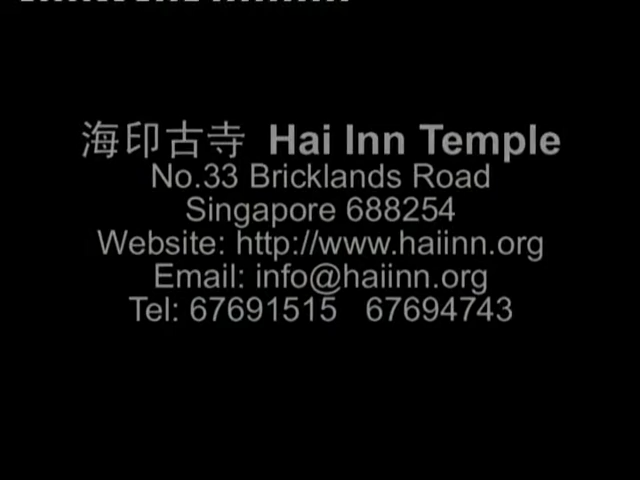 海印古寺 Hai Inn Temple
No.33 Bricklands Road
Singapore 688254
Website: http://www.haiinn.org
Email: info@haiinn.org
Tel: 67691515 67694743